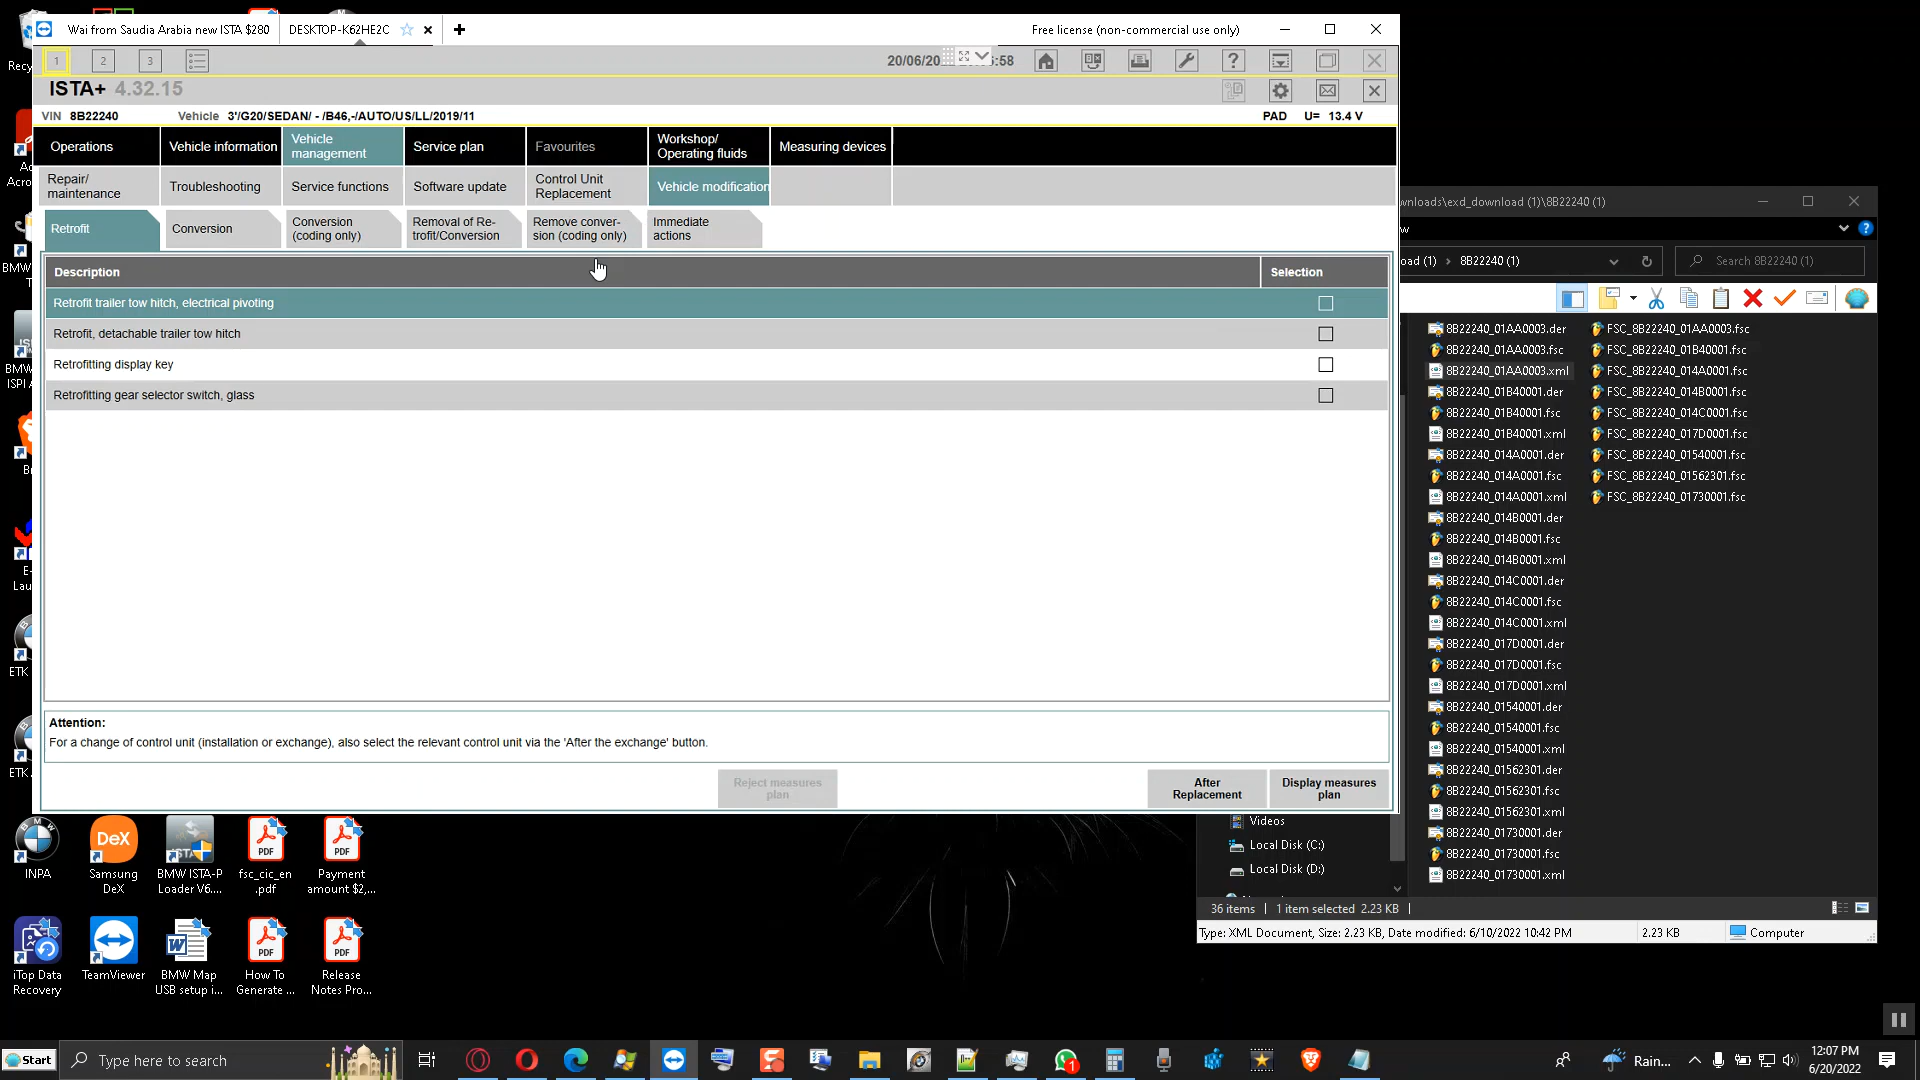 Wai from Saudia Arabia new ISTA $280
DESKTOP-K62HE2C
Free license (non-commercial use only)
1
2
3
ISTA+ 4.32.15
VIN 8B22240
Vehicle 3'/G20/SEDAN/ - /B46,-/AUTO/US/LL/2019/11
PAD U= 13.4 V
Operations
Vehicle information
Vehicle
management
Service plan
Favourites
Workshop/
Operating fluids
Measuring devices
Repair/
maintenance
Troubleshooting
Service functions
Software update
Control Unit
Replacement
Vehicle modification
Retrofit
Conversion
Conversion
(coding only)
Removal of Re-
trofit/Conversion
Remove conver-
sion (coding only)
Immediate
actions
Description
Selection
Retrofit trailer tow hitch, electrical pivoting
Retrofit, detachable trailer tow hitch
Retrofitting display key
Retrofitting gear selector switch, glass
Attention:
For a change of control unit (installation or exchange), also select the relevant control unit via the 'After the exchange' button.
Reject measures
plan
After
Replacement
Display measures
plan
wnloads\exd_download (1)\8B22240 (1)
oad (1) › 8B22240 (1)
Search 8B22240 (1)
8B22240_01AA0003.der
8B22240_01AA0003.fsc
8B22240_01AA0003.xml
8B22240_01B40001.der
8B22240_01B40001.fsc
8B22240_01B40001.xml
8B22240_014A0001.der
8B22240_014A0001.fsc
8B22240_014A0001.xml
8B22240_014B0001.der
8B22240_014B0001.fsc
8B22240_014B0001.xml
8B22240_014C0001.der
8B22240_014C0001.fsc
8B22240_014C0001.xml
8B22240_017D0001.der
8B22240_017D0001.fsc
8B22240_017D0001.xml
8B22240_01540001.der
8B22240_01540001.fsc
8B22240_01540001.xml
8B22240_01562301.der
8B22240_01562301.fsc
8B22240_01562301.xml
8B22240_01730001.der
8B22240_01730001.fsc
8B22240_01730001.xml
FSC_8B22240_01AA0003.fsc
FSC_8B22240_01B40001.fsc
FSC_8B22240_014A0001.fsc
FSC_8B22240_014B0001.fsc
FSC_8B22240_014C0001.fsc
FSC_8B22240_017D0001.fsc
FSC_8B22240_01540001.fsc
FSC_8B22240_01562301.fsc
FSC_8B22240_01730001.fsc
Videos
Local Disk (C:)
Local Disk (D:)
36 items | 1 item selected 2.23 KB |
Type: XML Document, Size: 2.23 KB, Date modified: 6/10/2022 10:42 PM
2.23 KB
Computer
INPA
Samsung
DeX
BMW ISTA-P
Loader V6....
fsc_cic_en
.pdf
Payment
amount $2,...
iTop Data
Recovery
TeamViewer
BMW Map
USB setup i...
How To
Generate ...
Release
Notes Pro...
Start
Type here to search
Rain...
12:07 PM
6/20/2022